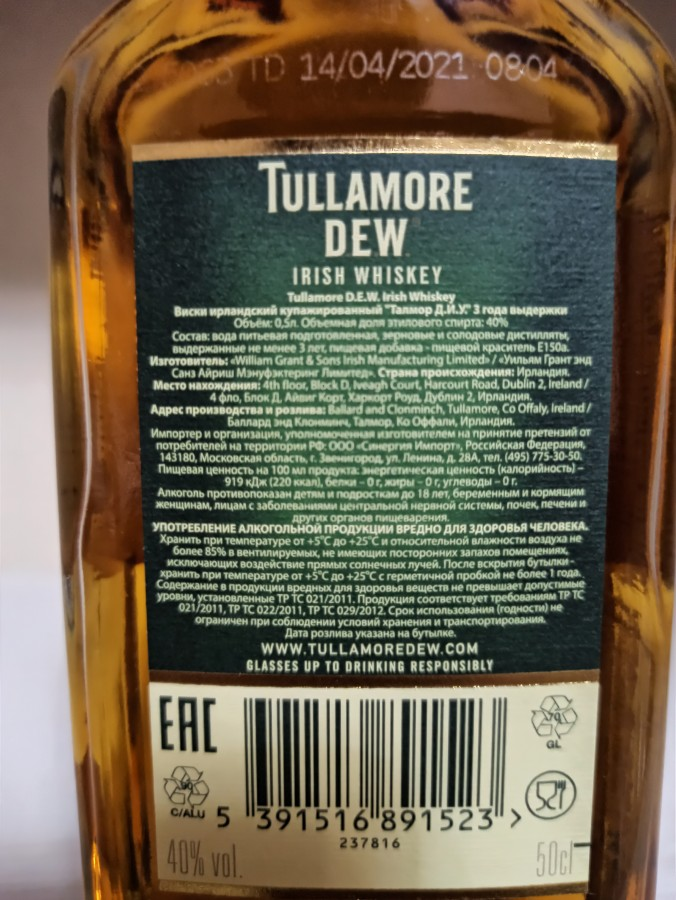 TD 14/04/2021 0804
TULLAMORE
DEW
IRISH WHISKEY
Tullamore D.E.W. Irish Whiskey
Виски ирландский купажированный "Талмор Д.И.У." 3 года выдержки
Объём: 0,5л. Объемная доля этилового спирта: 40%
Состав: вода питьевая подготовленная, зерновые и солодовые дистилляты,
выдержанные не менее 3 лет, пищевая добавка – пищевой краситель Е150а.
Изготовитель: «William Grant & Sons Irish Manufacturing Limited» / «Уильям Грант энд
Санз Айриш Мэнуфэктеринг Лимитед». Страна происхождения: Ирландия.
Место нахождения: 4th floor, Block D, Iveagh Court, Harcourt Road, Dublin 2, Ireland /
4 фло, Блок Д, Айвиг Корт, Харкорт Роуд, Дублин 2, Ирландия.
Адрес производства и розлива: Ballard and Clonminch, Tullamore, Co Offaly, Ireland /
Баллард энд Клонминч, Талмор, Ко Оффали, Ирландия.
Импортер и организация, уполномоченная изготовителем на принятие претензий от
потребителей на территории РФ: ООО «Синергия Импорт», Российская Федерация,
143180, Московская область, г. Звенигород, ул. Ленина, д. 28А, тел. (495) 775-30-50.
Пищевая ценность на 100 мл продукта: энергетическая ценность (калорийность) –
919 кДж (220 ккал), белки – 0 г, жиры – 0 г, углеводы – 0 г.
Алкоголь противопоказан детям и подросткам до 18 лет, беременным и кормящим
женщинам, лицам с заболеваниями центральной нервной системы, почек, печени и
других органов пищеварения.
УПОТРЕБЛЕНИЕ АЛКОГОЛЬНОЙ ПРОДУКЦИИ ВРЕДНО ДЛЯ ЗДОРОВЬЯ ЧЕЛОВЕКА.
Хранить при температуре от +5°С до +25°С и относительной влажности воздуха не
более 85% в вентилируемых, не имеющих посторонних запахов помещениях,
исключающих воздействие прямых солнечных лучей. После вскрытия бутылки -
хранить при температуре от +5°С до +25°С с герметичной пробкой не более 1 года.
Содержание в продукции вредных для здоровья веществ не превышает допустимые
уровни, установленные ТР ТС 021/2011. Продукция соответствует требованиям ТР ТС
021/2011, ТР ТС 022/2011, ТР ТС 029/2012. Срок использования (годности) не
ограничен при соблюдении условий хранения и транспортирования.
Дата розлива указана на бутылке.
WWW.TULLAMOREDEW.COM
GLASSES UP TO DRINKING RESPONSIBLY
EAC
70
GL
90
C/ALU
5 391516 891523 >
237816
40% vol.
50cl